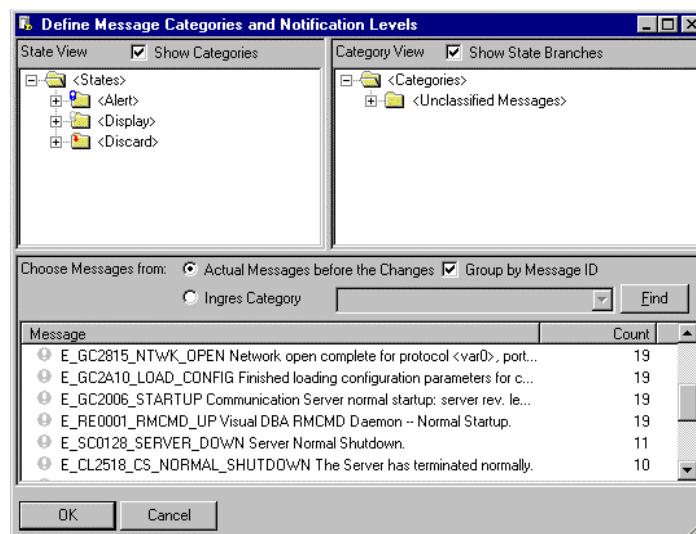 Define Message Categories and Notification Levels
State View Show Categories
<States>
<Alert>
<Display>
<Discard>
Category View Show State Branches
<Categories>
<Unclassified Messages>
Choose Messages from: Actual Messages before the Changes Group by Message ID
Ingres Category Find
Message Count
E_GC2815_NTWK_OPEN Network open complete for protocol <var0>, port... 19
E_GC2A10_LOAD_CONFIG Finished loading configuration parameters for c... 19
E_GC2006_STARTUP Communication Server normal startup: server rev. le... 19
E_RE0001_RMCMD_UP Visual DBA RMCMD Daemon -- Normal Startup. 19
E_SC0128_SERVER_DOWN Server Normal Shutdown. 11
E_CL2518_CS_NORMAL_SHUTDOWN The Server has terminated normally. 10
OK Cancel